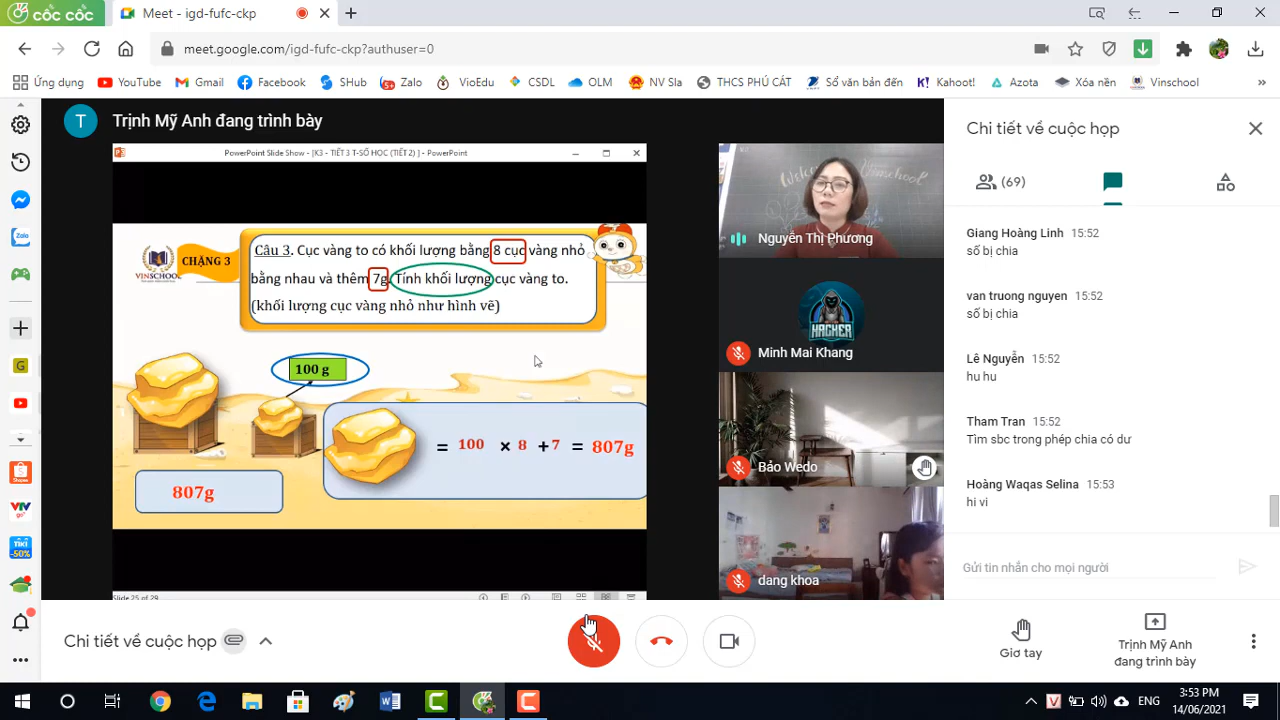 cốc cốc
Meet - igd-fufc-ckp
meet.google.com/igd-fufc-ckp?authuser=0
Ứng dụng YouTube Gmail Facebook SHub Zalo VioEdu CSDL OLM NV Sla THCS PHÚ CÁT Sổ văn bản đến Kahoot! Azota Xóa nền Vinschool »
T Trịnh Mỹ Anh đang trình bày
PowerPoint Slide Show - [K3 - TIẾT 3 T-SỐ HỌC (TIẾT 2) ] - PowerPoint
VINSCHOOL
CHẶNG 3
Câu 3. Cục vàng to có khối lượng bằng 8 cục vàng nhỏ
bằng nhau và thêm 7g. Tính khối lượng cục vàng to.
(khối lượng cục vàng nhỏ như hình vẽ)
100 g
= 100 × 8 + 7 = 807g
807g
Slide 25 of 29
Nguyễn Thị Phương
HACKER
Minh Mai Khang
Bảo Wedo
dang khoa
Chi tiết về cuộc họp
(69)
Giang Hoàng Linh 15:52
số bị chia
van truong nguyen 15:52
số bị chia
Lê Nguyễn 15:52
hu hu
Tham Tran 15:52
Tìm sbc trong phép chia có dư
Hoàng Waqas Selina 15:53
hi vi
Gửi tin nhắn cho mọi người
Chi tiết về cuộc họp
Giơ tay
Trịnh Mỹ Anh
đang trình bày
ENG
3:53 PM
14/06/2021